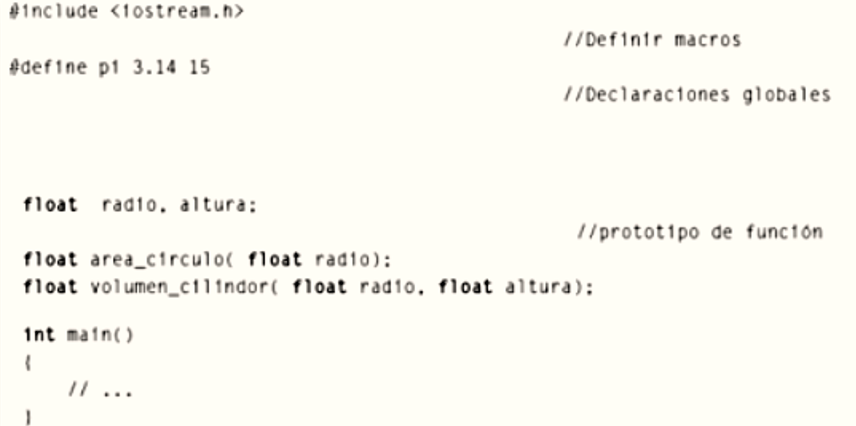 #include <iostream.h>
//Definir macros
#define pi 3.14 15
//Declaraciones globales
float radio, altura;
//prototipo de función
float area_circulo( float radio);
float volumen_cilindor( float radio, float altura);
int main()
{
// ...
}